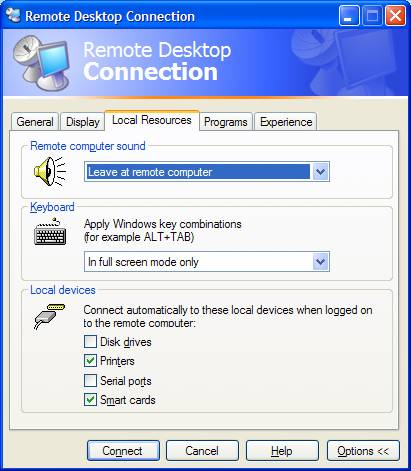 Remote Desktop Connection
Remote Desktop
Connection
General Display Local Resources Programs Experience
Remote computer sound
Leave at remote computer
Keyboard
Apply Windows key combinations
(for example ALT+TAB)
In full screen mode only
Local devices
Connect automatically to these local devices when logged on
to the remote computer:
Disk drives
Printers
Serial ports
Smart cards
Connect Cancel Help Options <<